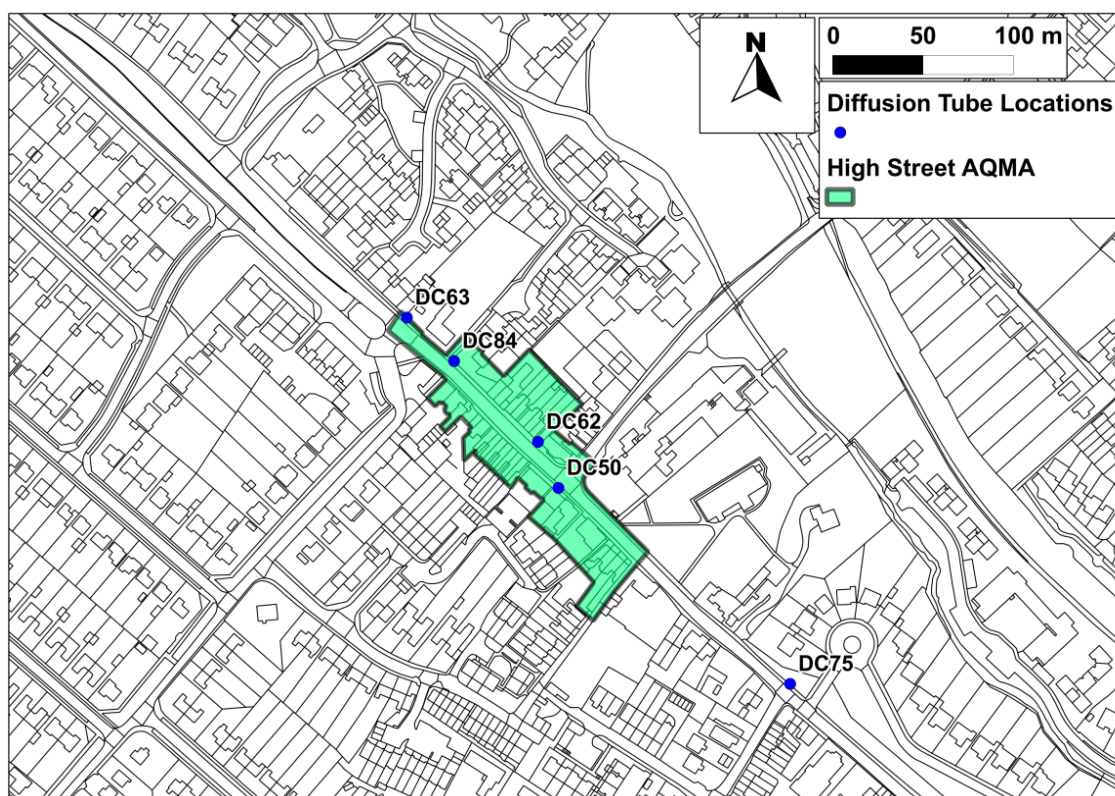 N
0 50 100 m
Diffusion Tube Locations
High Street AQMA
DC63
DC84
DC62
DC50
DC75